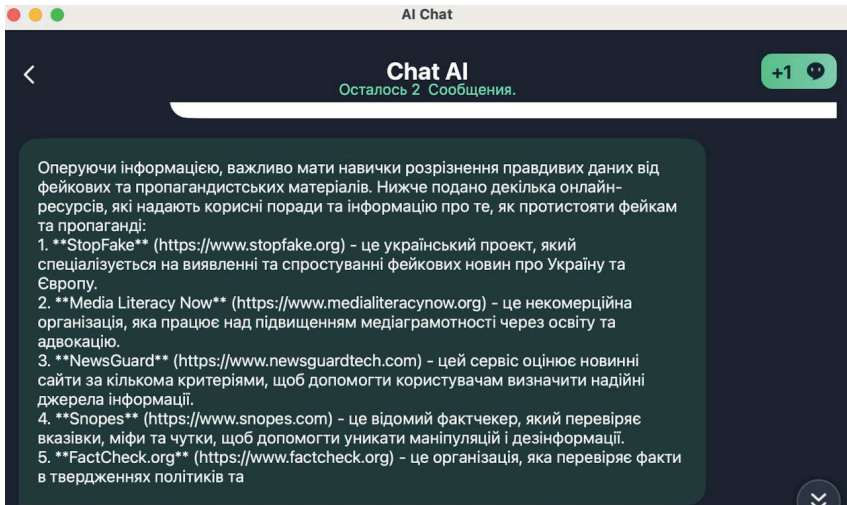 AI Chat
Chat AI
Осталось 2 Сообщения.
+1
Оперуючи інформацією, важливо мати навички розрізнення правдивих даних від
фейкових та пропагандистських матеріалів. Нижче подано декілька онлайн-
ресурсів, які надають корисні поради та інформацію про те, як протистояти фейкам
та пропаганді:
1. **StopFake** (https://www.stopfake.org) - це український проект, який
спеціалізується на виявленні та спростуванні фейкових новин про Україну та
Європу.
2. **Media Literacy Now** (https://www.medialiteracynow.org) - це некомерційна
організація, яка працює над підвищенням медіаграмотності через освіту та
адвокацію.
3. **NewsGuard** (https://www.newsguardtech.com) - цей сервіс оцінює новинні
сайти за кількома критеріями, щоб допомогти користувачам визначити надійні
джерела інформації.
4. **Snopes** (https://www.snopes.com) - це відомий фактчекер, який перевіряє
вказівки, міфи та чутки, щоб допомогти уникати маніпуляцій і дезінформації.
5. **FactCheck.org** (https://www.factcheck.org) - це організація, яка перевіряє факти
в твердженнях політиків та